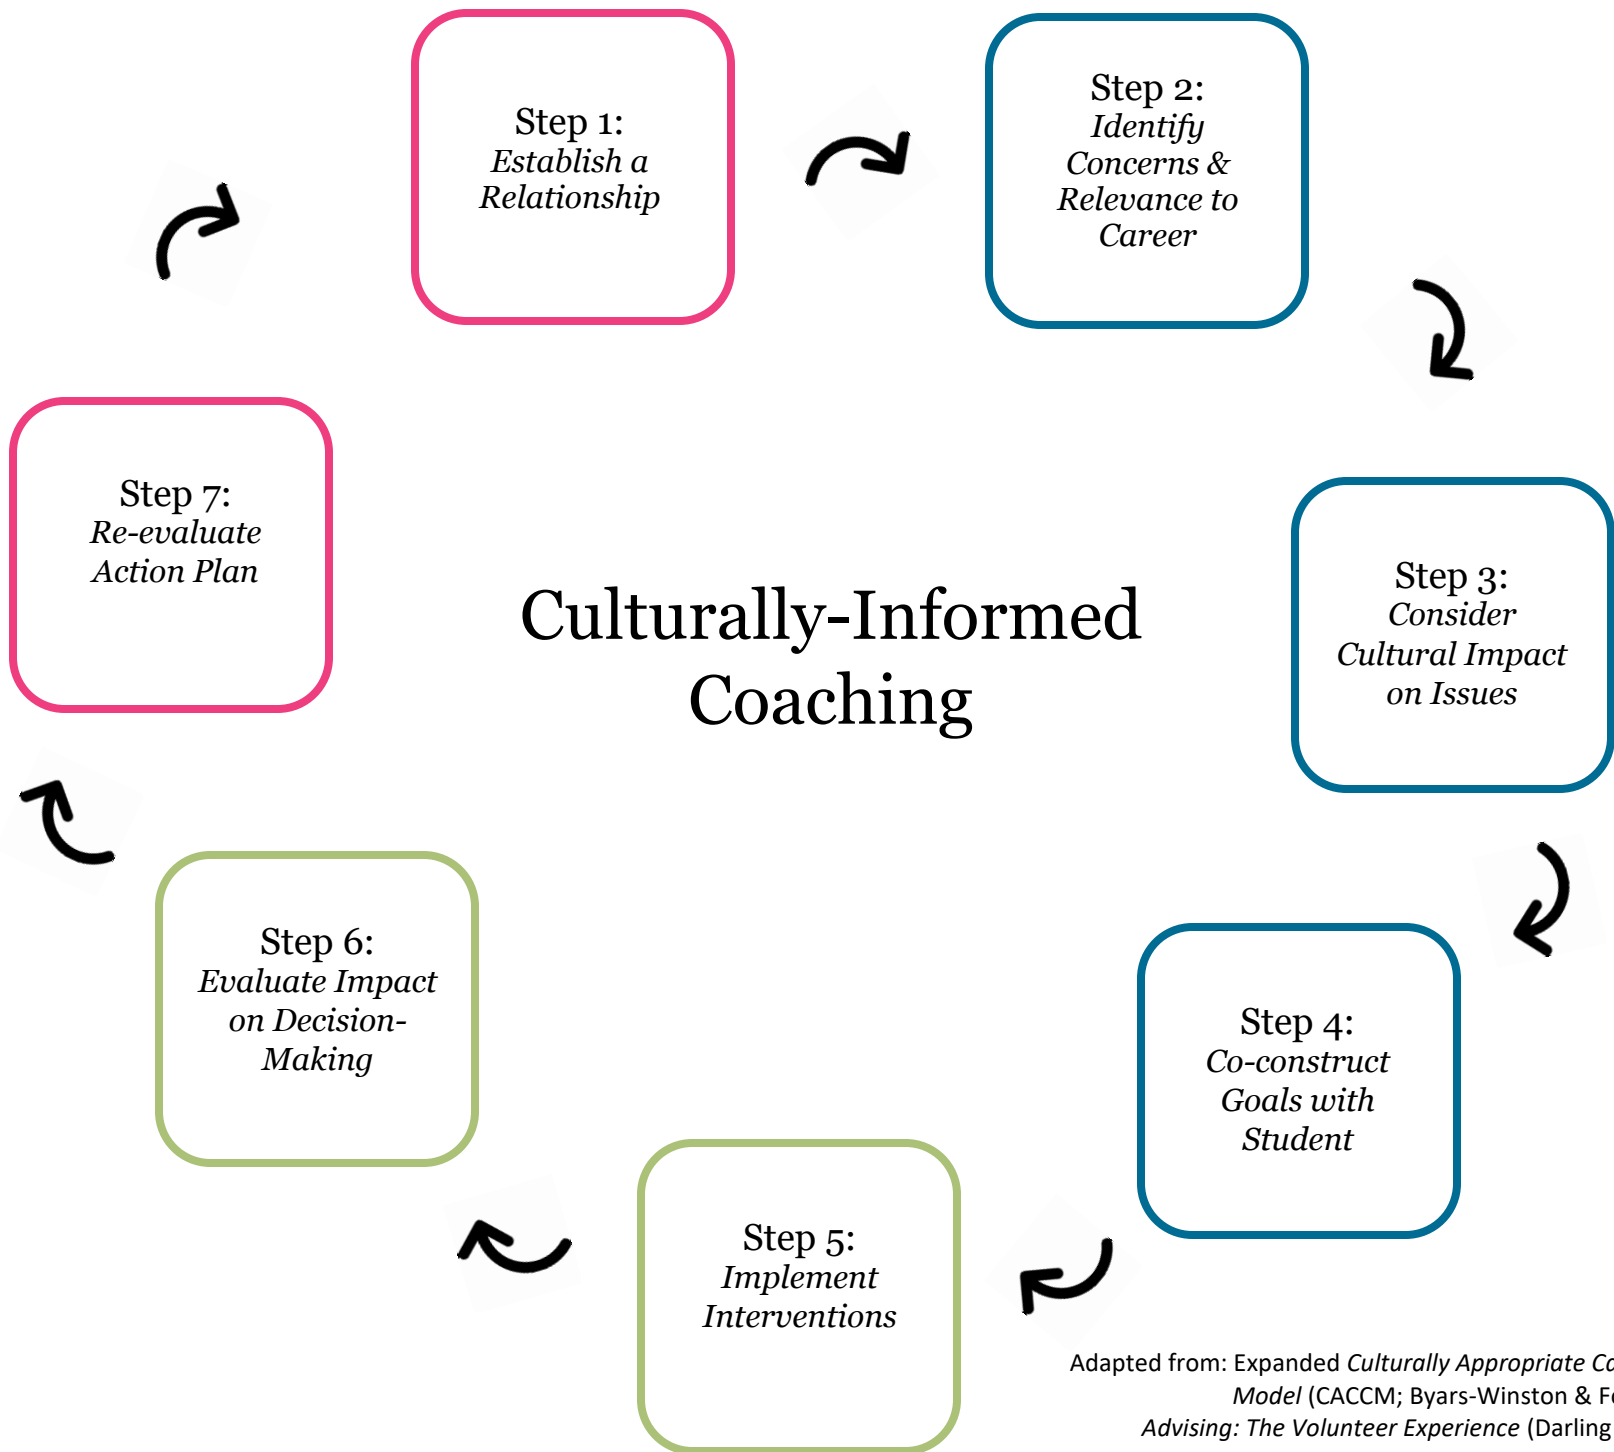 Step 1:
Establish a
Relationship
Step 2:
Identify
Concerns &
Relevance to
Career
Step 3:
Consider
Cultural Impact
on Issues
Step 4:
Co-construct
Goals with
Student
Step 5:
Implement
Interventions
Step 6:
Evaluate Impact
on Decision-
Making
Step 7:
Re-evaluate
Action Plan
Culturally-Informed
Coaching
Adapted from: Expanded Culturally Appropriate
Model (CACCM; Byars-Winston &
Advising: The Volunteer Experience (Darling